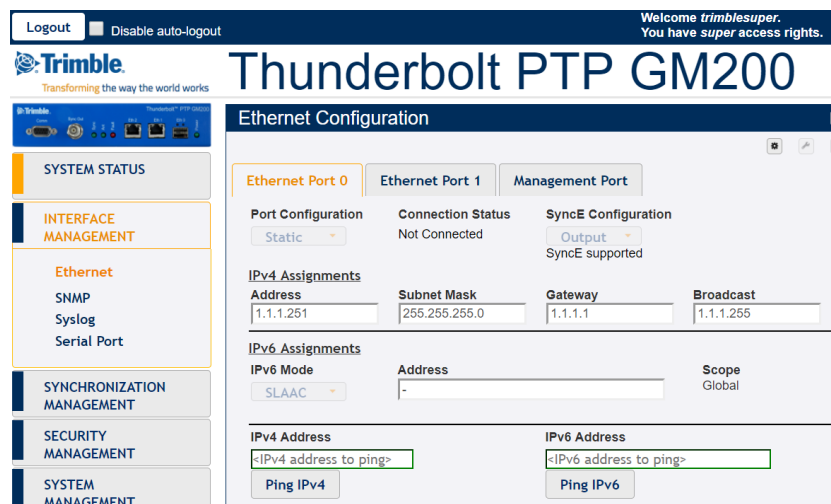 Logout
Disable auto-logout
Welcome trimblesuper.
You have super access rights.
Trimble.
Transforming the way the world works
Thunderbolt PTP GM200
Trimble.
Thunderbolt™ PTP GM200
Ethernet Configuration
SYSTEM STATUS
INTERFACE
MANAGEMENT
Ethernet
SNMP
Syslog
Serial Port
SYNCHRONIZATION
MANAGEMENT
SECURITY
MANAGEMENT
SYSTEM
MANAGEMENT
Ethernet Port 0
Ethernet Port 1
Management Port
Port Configuration
Connection Status
SyncE Configuration
Static
Not Connected
Output
SyncE supported
IPv4 Assignments
Address
Subnet Mask
Gateway
Broadcast
1.1.1.251
255.255.255.0
1.1.1.1
1.1.1.255
IPv6 Assignments
IPv6 Mode
Address
Scope
SLAAC
-
Global
IPv4 Address
IPv6 Address
<IPv4 address to ping>
<IPv6 address to ping>
Ping IPv4
Ping IPv6